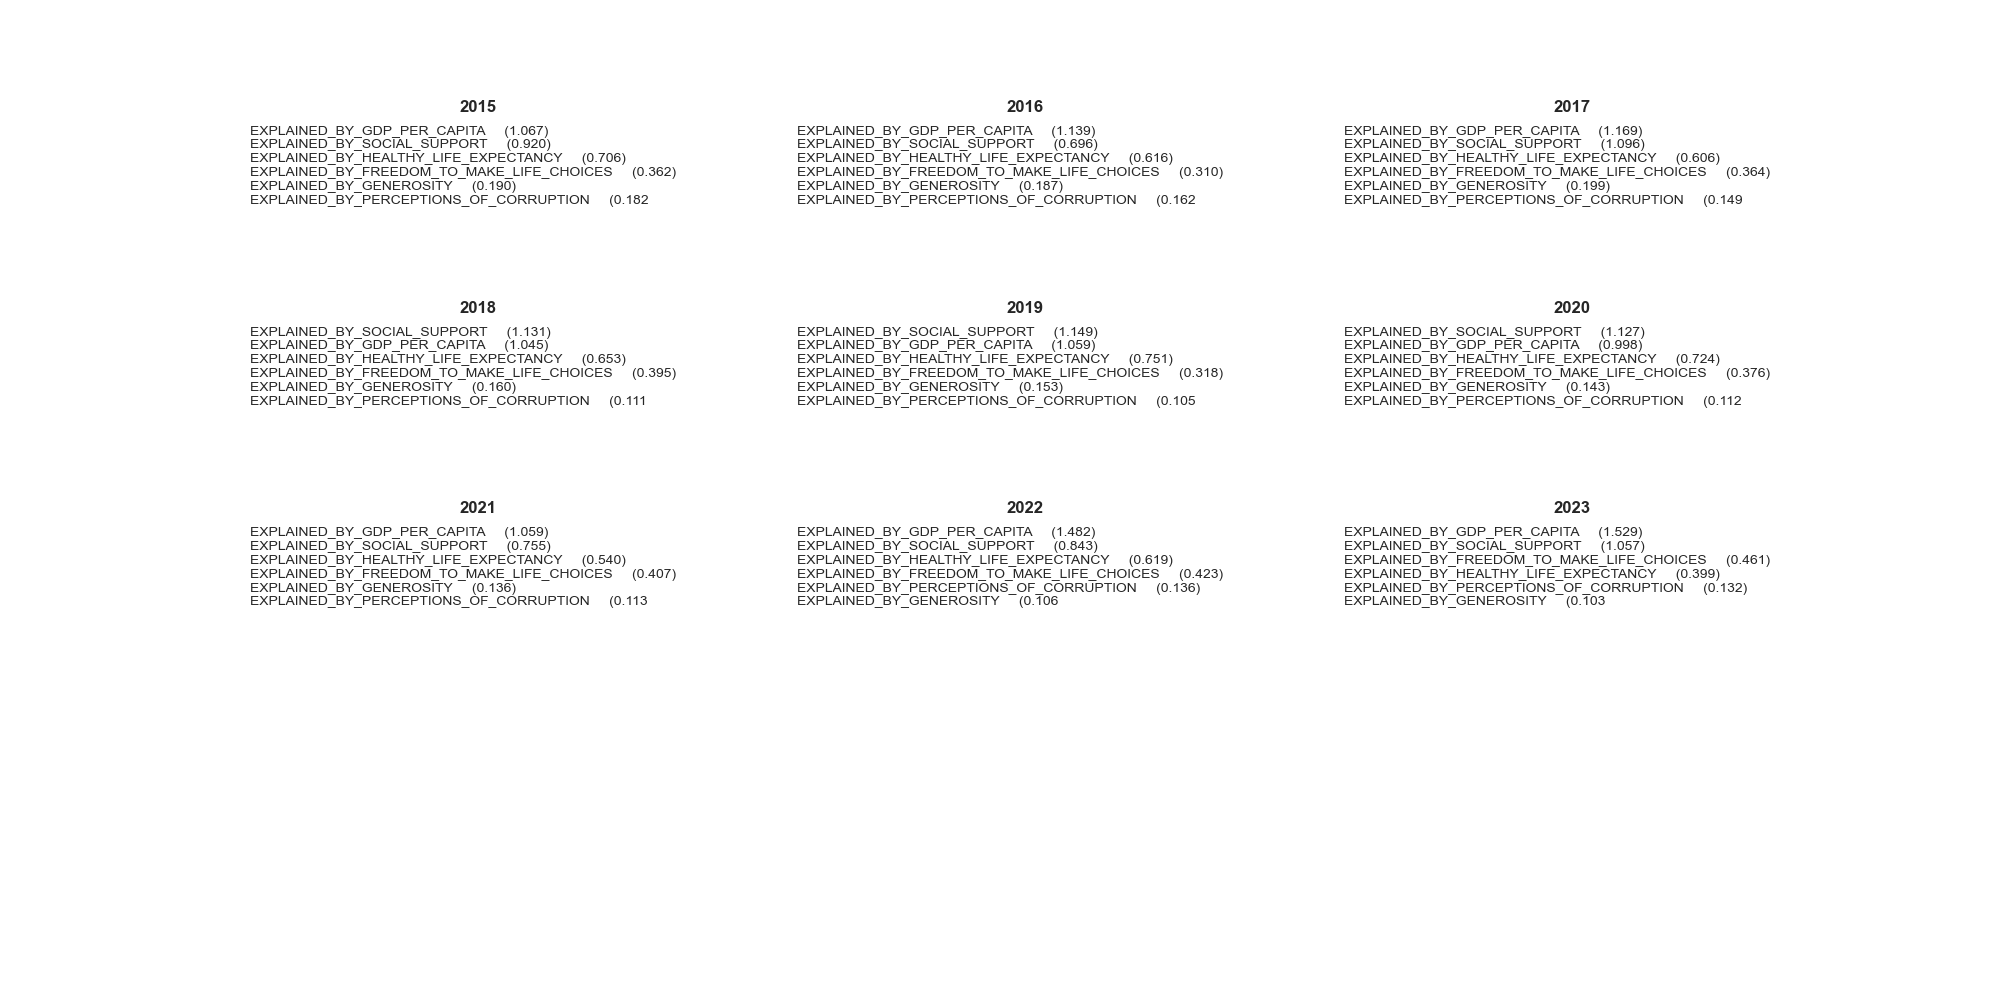 2015
EXPLAINED_BY_GDP_PER_CAPITA (1.067)
EXPLAINED_BY_SOCIAL_SUPPORT (0.920)
EXPLAINED_BY_HEALTHY_LIFE_EXPECTANCY (0.706)
EXPLAINED_BY_FREEDOM_TO_MAKE_LIFE_CHOICES (0.362)
EXPLAINED_BY_GENEROSITY (0.190)
EXPLAINED_BY_PERCEPTIONS_OF_CORRUPTION (0.182
2016
EXPLAINED_BY_GDP_PER_CAPITA (1.139)
EXPLAINED_BY_SOCIAL_SUPPORT (0.696)
EXPLAINED_BY_HEALTHY_LIFE_EXPECTANCY (0.616)
EXPLAINED_BY_FREEDOM_TO_MAKE_LIFE_CHOICES (0.310)
EXPLAINED_BY_GENEROSITY (0.187)
EXPLAINED_BY_PERCEPTIONS_OF_CORRUPTION (0.162
2017
EXPLAINED_BY_GDP_PER_CAPITA (1.169)
EXPLAINED_BY_SOCIAL_SUPPORT (1.096)
EXPLAINED_BY_HEALTHY_LIFE_EXPECTANCY (0.606)
EXPLAINED_BY_FREEDOM_TO_MAKE_LIFE_CHOICES (0.364)
EXPLAINED_BY_GENEROSITY (0.199)
EXPLAINED_BY_PERCEPTIONS_OF_CORRUPTION (0.149
2018
EXPLAINED_BY_SOCIAL_SUPPORT (1.131)
EXPLAINED_BY_GDP_PER_CAPITA (1.045)
EXPLAINED_BY_HEALTHY_LIFE_EXPECTANCY (0.653)
EXPLAINED_BY_FREEDOM_TO_MAKE_LIFE_CHOICES (0.395)
EXPLAINED_BY_GENEROSITY (0.160)
EXPLAINED_BY_PERCEPTIONS_OF_CORRUPTION (0.111
2019
EXPLAINED_BY_SOCIAL_SUPPORT (1.149)
EXPLAINED_BY_GDP_PER_CAPITA (1.059)
EXPLAINED_BY_HEALTHY_LIFE_EXPECTANCY (0.751)
EXPLAINED_BY_FREEDOM_TO_MAKE_LIFE_CHOICES (0.318)
EXPLAINED_BY_GENEROSITY (0.153)
EXPLAINED_BY_PERCEPTIONS_OF_CORRUPTION (0.105
2020
EXPLAINED_BY_SOCIAL_SUPPORT (1.127)
EXPLAINED_BY_GDP_PER_CAPITA (0.998)
EXPLAINED_BY_HEALTHY_LIFE_EXPECTANCY (0.724)
EXPLAINED_BY_FREEDOM_TO_MAKE_LIFE_CHOICES (0.376)
EXPLAINED_BY_GENEROSITY (0.143)
EXPLAINED_BY_PERCEPTIONS_OF_CORRUPTION (0.112
2021
EXPLAINED_BY_GDP_PER_CAPITA (1.059)
EXPLAINED_BY_SOCIAL_SUPPORT (0.755)
EXPLAINED_BY_HEALTHY_LIFE_EXPECTANCY (0.540)
EXPLAINED_BY_FREEDOM_TO_MAKE_LIFE_CHOICES (0.407)
EXPLAINED_BY_GENEROSITY (0.136)
EXPLAINED_BY_PERCEPTIONS_OF_CORRUPTION (0.113
2022
EXPLAINED_BY_GDP_PER_CAPITA (1.482)
EXPLAINED_BY_SOCIAL_SUPPORT (0.843)
EXPLAINED_BY_HEALTHY_LIFE_EXPECTANCY (0.619)
EXPLAINED_BY_FREEDOM_TO_MAKE_LIFE_CHOICES (0.423)
EXPLAINED_BY_PERCEPTIONS_OF_CORRUPTION (0.136)
EXPLAINED_BY_GENEROSITY (0.106
2023
EXPLAINED_BY_GDP_PER_CAPITA (1.529)
EXPLAINED_BY_SOCIAL_SUPPORT (1.057)
EXPLAINED_BY_FREEDOM_TO_MAKE_LIFE_CHOICES (0.461)
EXPLAINED_BY_HEALTHY_LIFE_EXPECTANCY (0.399)
EXPLAINED_BY_PERCEPTIONS_OF_CORRUPTION (0.132)
EXPLAINED_BY_GENEROSITY (0.103